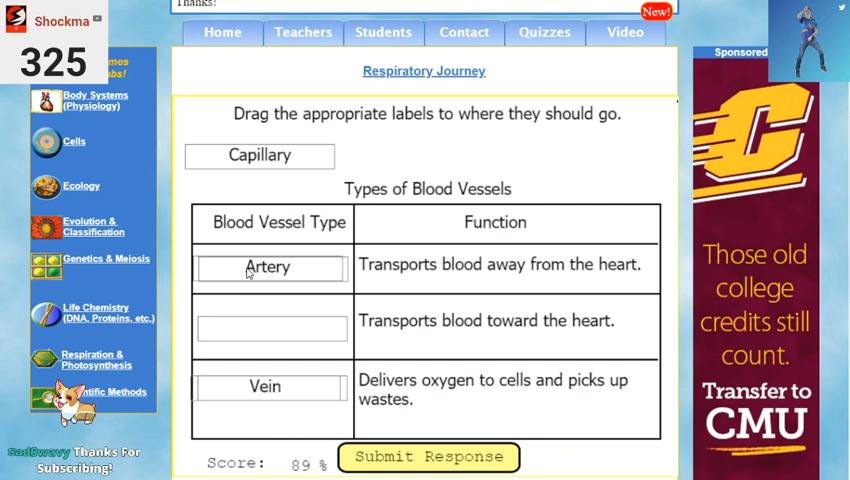 Thanks!
New!
Shockma
325
Home
Teachers
Students
Contact
Quizzes
Video
Sponsored
Body Systems
(Physiology)
Cells
Ecology
Evolution &
Classification
Genetics & Meiosis
Life Chemistry
(DNA, Proteins, etc,)
Respiration &
Photosynthesis
Respiratory Journey
Drag the appropriate labels to where they should go.
Capillary
Types of Blood Vessels
Blood Vessel Type
Function
Artery
Transports blood away from the heart.
Transports blood toward the heart.
Vein
Delivers oxygen to cells and picks up
wastes.
Score: 89 %
Submit Response
SadSwavy Thanks For
Subscribing!
C
Those old
college
credits still
count.
Transfer to
CMU